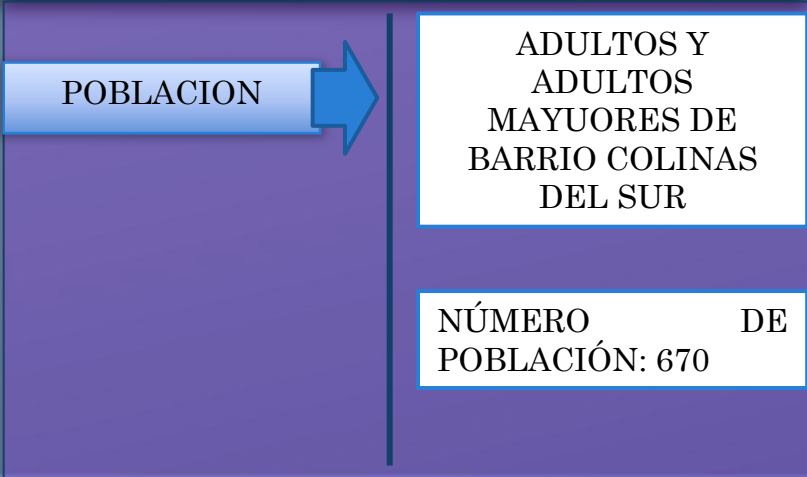 POBLACION
ADULTOS Y
ADULTOS
MAYUORES DE
BARRIO COLINAS
DEL SUR
NÚMERO DE
POBLACIÓN: 670